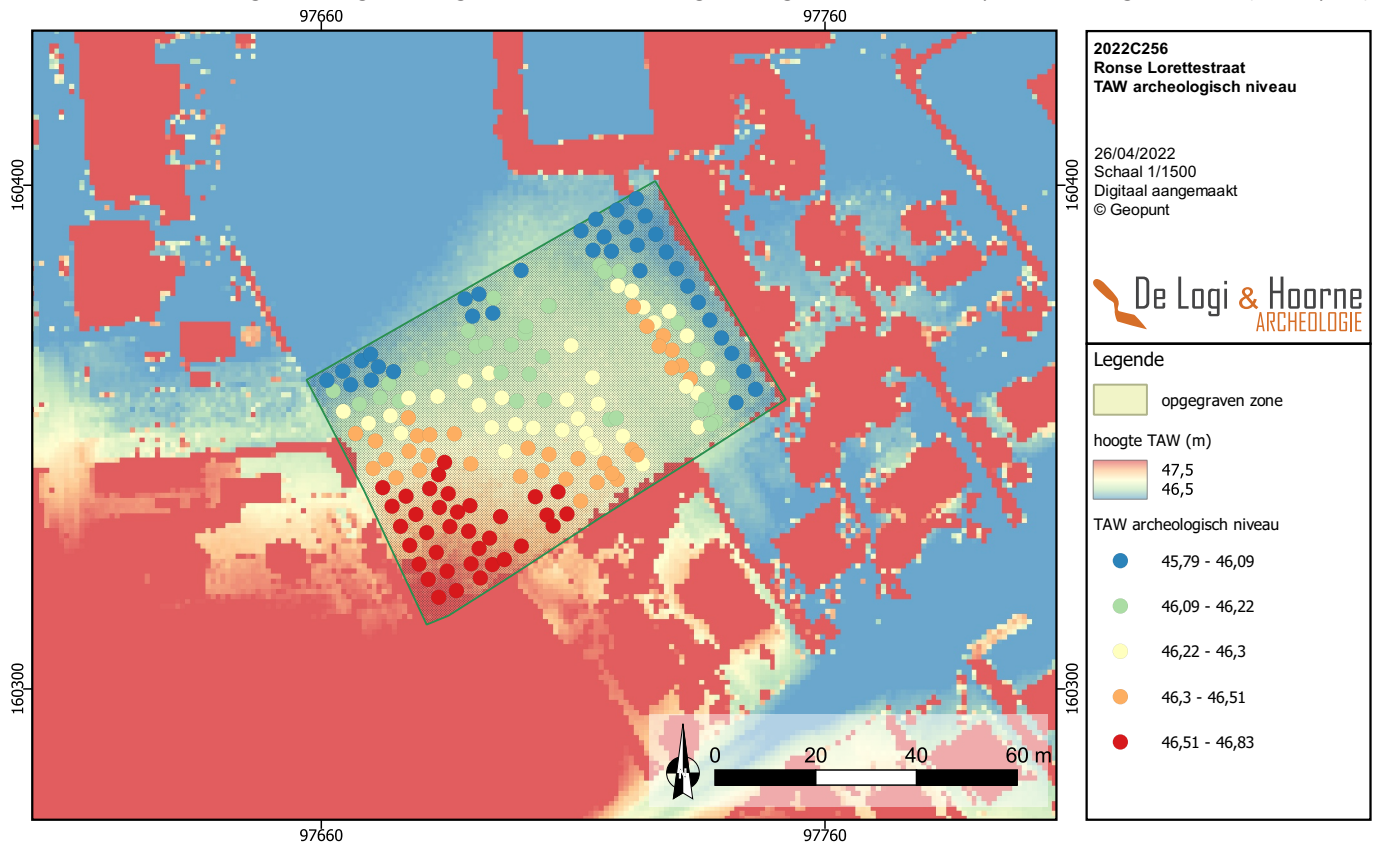 97660
97760
160400
160400
160300
160300
97660
97760
0
20
40
60 m
2022C256
Ronse Lorettestraat
TAW archeologisch niveau
26/04/2022
Schaal 1/1500
Digitaal aangemaakt
© Geopunt
De Logi & Hoorne
ARCHEOLOGIE
Legende
opgegraven zone
hoogte TAW (m)
47,5
46,5
TAW archeologisch niveau
45,79 - 46,09
46,09 - 46,22
46,22 - 46,3
46,3 - 46,51
46,51 - 46,83